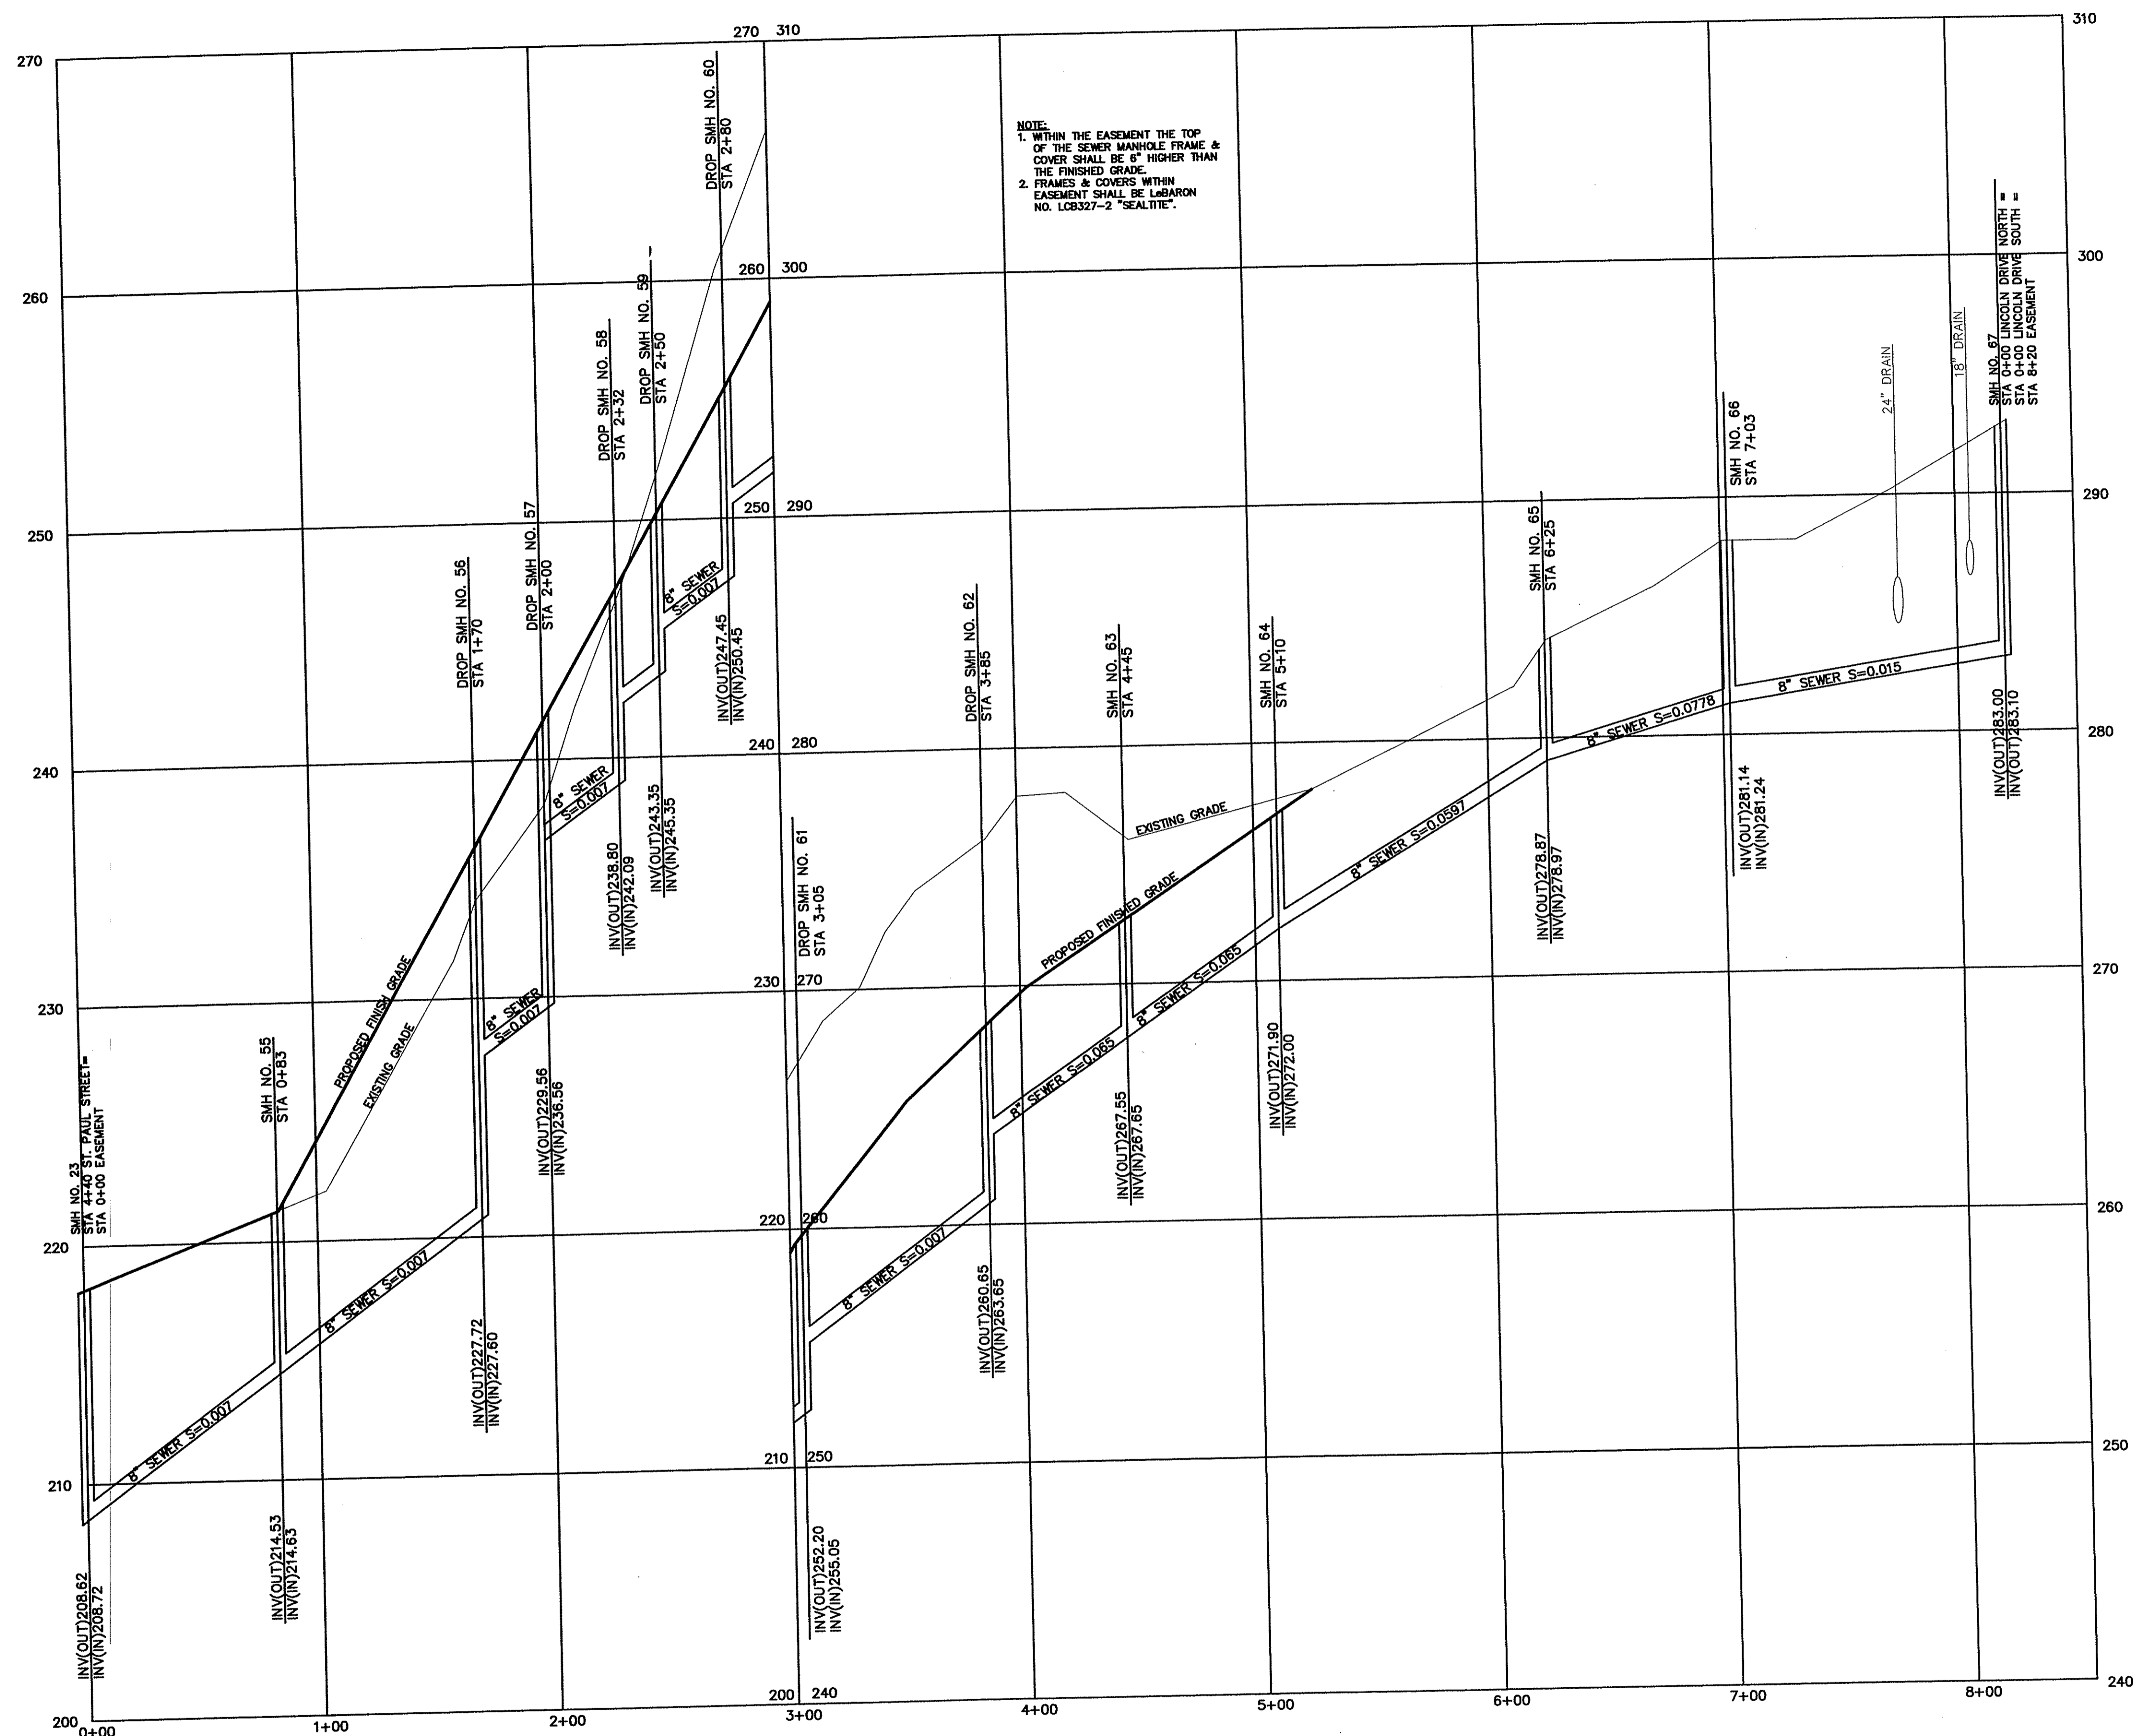 270
260
250
240
230
220
210
200
270 310
260 300
250 290
240 280
230 270
220 260
210 250
200 240
310
300
290
280
270
260
250
240
0+00
1+00
2+00
3+00
4+00
5+00
6+00
7+00
8+00
NOTE:
1. WITHIN THE EASEMENT THE TOP
OF THE SEWER MANHOLE FRAME &
COVER SHALL BE 6" HIGHER THAN
THE FINISHED GRADE.
2. FRAMES & COVERS WITHIN
EASEMENT SHALL BE LeBARON
NO. LCB327-2 "SEALTITE".
SMH NO. 23
STA 4+40 ST. PAUL STREET=
STA 0+00 EASEMENT
INV(OUT)208.62
INV(IN)208.72
8" SEWER S=0.007
SMH NO. 55
STA 0+83
INV(OUT)214.53
INV(IN)214.63
PROPOSED FINISH GRADE
EXISTING GRADE
8" SEWER S=0.007
DROP SMH NO. 56
STA 1+70
INV(OUT)227.72
INV(IN)227.60
8" SEWER
S=0.007
DROP SMH NO. 57
STA 2+00
INV(OUT)229.56
INV(IN)236.56
8" SEWER
S=0.007
DROP SMH NO. 58
STA 2+32
INV(OUT)238.80
INV(IN)242.09
DROP SMH NO. 59
STA 2+50
INV(OUT)243.35
INV(IN)245.35
8" SEWER
S=0.007
DROP SMH NO. 60
STA 2+80
INV(OUT)247.45
INV(IN)250.45
DROP SMH NO. 61
STA 3+05
INV(OUT)252.20
INV(IN)255.05
8" SEWER S=0.007
DROP SMH NO. 62
STA 3+85
INV(OUT)260.65
INV(IN)263.65
8" SEWER S=0.065
SMH NO. 63
STA 4+45
INV(OUT)267.55
INV(IN)267.65
EXISTING GRADE
PROPOSED FINISHED GRADE
8" SEWER S=0.065
SMH NO. 64
STA 5+10
INV(OUT)271.90
INV(IN)272.00
8" SEWER S=0.0597
SMH NO. 65
STA 6+25
INV(OUT)278.87
INV(IN)278.97
8" SEWER S=0.0778
SMH NO. 66
STA 7+03
INV(OUT)281.14
INV(IN)281.24
8" SEWER S=0.015
24" DRAIN
18" DRAIN
SMH NO. 67
STA 0+00 LINCOLN DRIVE NORTH =
STA 0+00 LINCOLN DRIVE SOUTH =
STA 8+20 EASEMENT
INV(OUT)283.00
INV(OUT)283.10